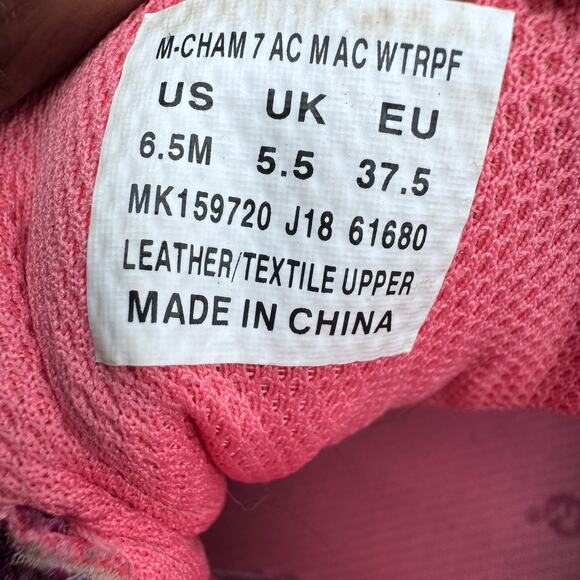 M-CHAM 7 AC M AC WTRPF
US UK EU
6.5M 5.5 37.5
MK159720 J18 61680
LEATHER/TEXTILE UPPER
MADE IN CHINA